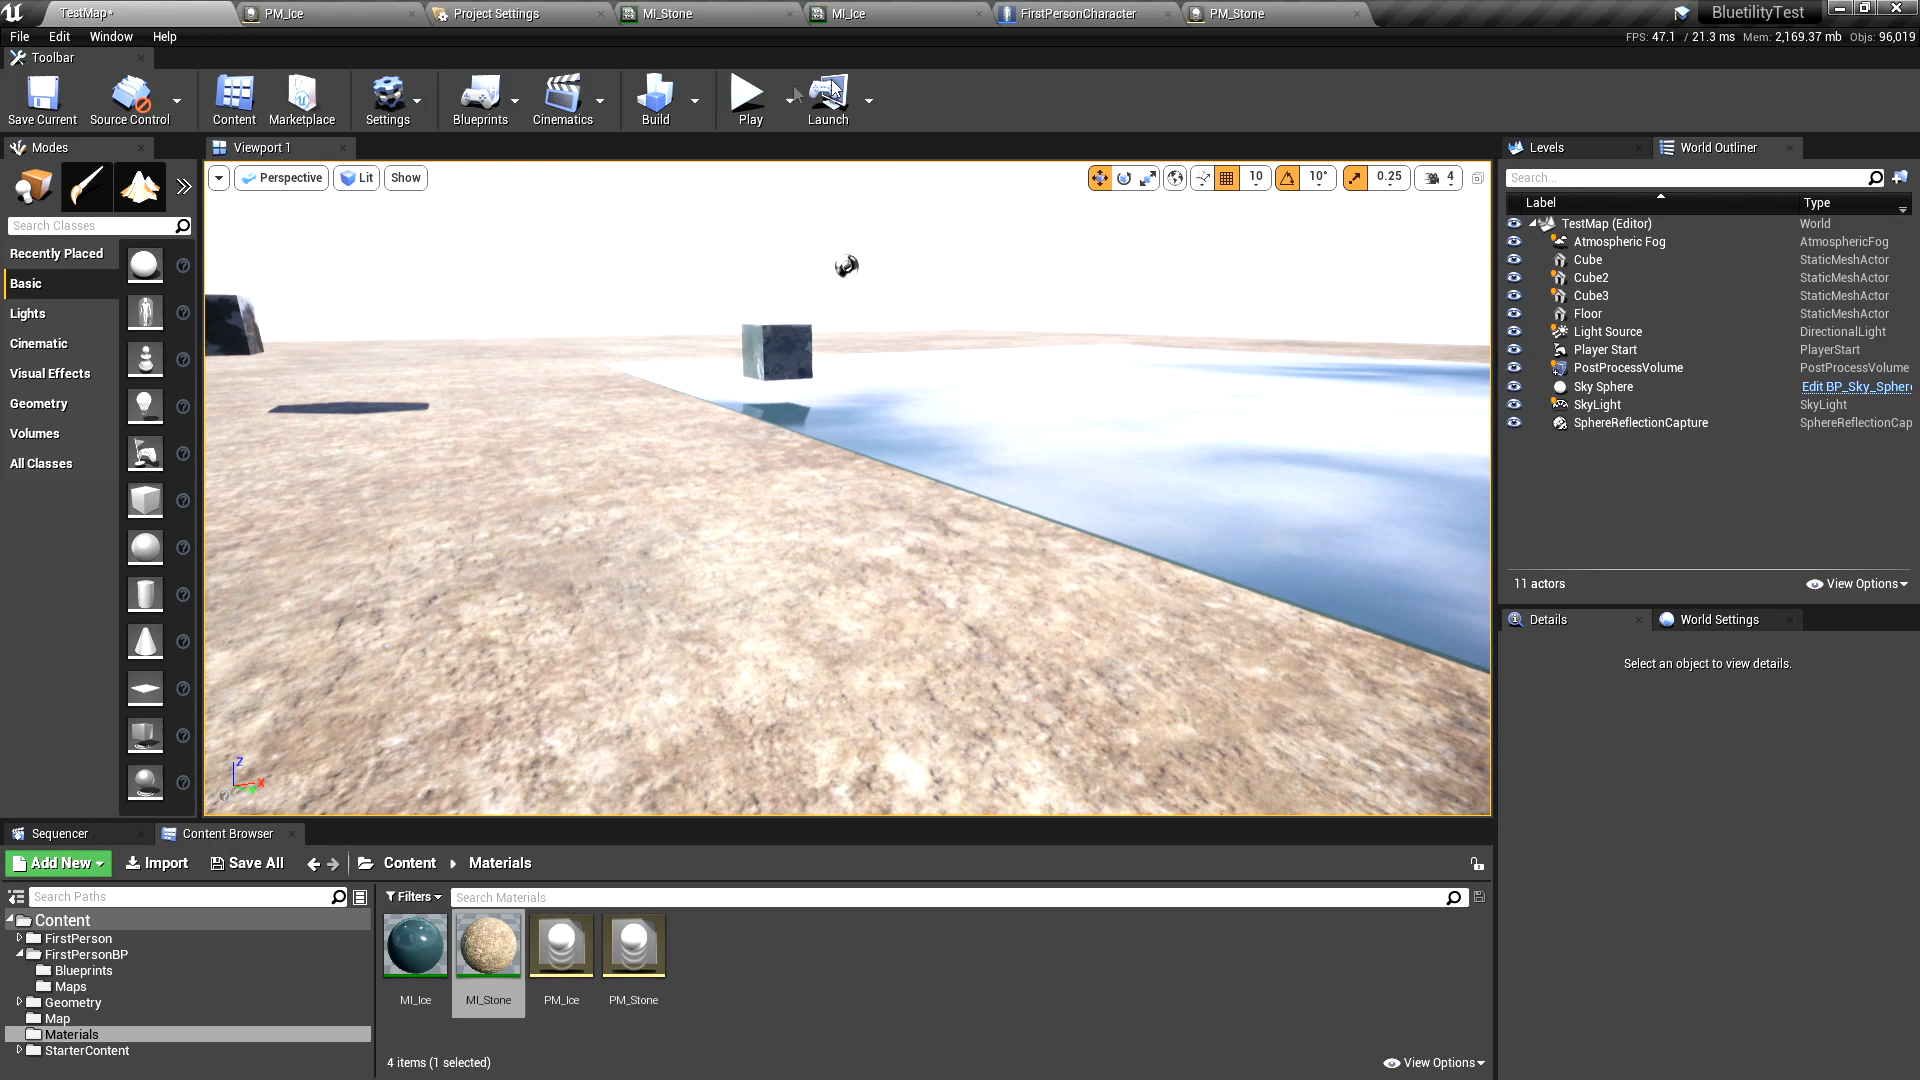 TestMap*
PM_Ice
Project Settings
MI_Stone
MI_Ice
FirstPersonCharacter
PM_Stone
BluetilityTest
File Edit Window Help
FPS: 47.1 / 21.3 ms Mem: 2,169.37 mb Objs: 96,019
Toolbar
Save Current
Source Control
Content
Marketplace
Settings
Blueprints
Cinematics
Build
Play
Launch
Modes
Search Classes
Recently Placed
Basic
Lights
Cinematic
Visual Effects
Geometry
Volumes
All Classes
Viewport 1
Perspective
Lit
Show
10
10°
0.25
4
Z
X
Y
Levels
World Outliner
Search...
Label Type
TestMap (Editor) World
Atmospheric Fog AtmosphericFog
Cube StaticMeshActor
Cube2 StaticMeshActor
Cube3 StaticMeshActor
Floor StaticMeshActor
Light Source DirectionalLight
Player Start PlayerStart
PostProcessVolume PostProcessVolume
Sky Sphere Edit BP_Sky_Sphere
SkyLight SkyLight
SphereReflectionCapture SphereReflectionCap
11 actors
View Options
Details
World Settings
Select an object to view details.
Sequencer
Content Browser
Add New
Import
Save All
Content
Materials
Search Paths
Content
FirstPerson
FirstPersonBP
Blueprints
Maps
Geometry
Map
Materials
StarterContent
Filters
Search Materials
MI_Ice
MI_Stone
PM_Ice
PM_Stone
4 items (1 selected)
View Options